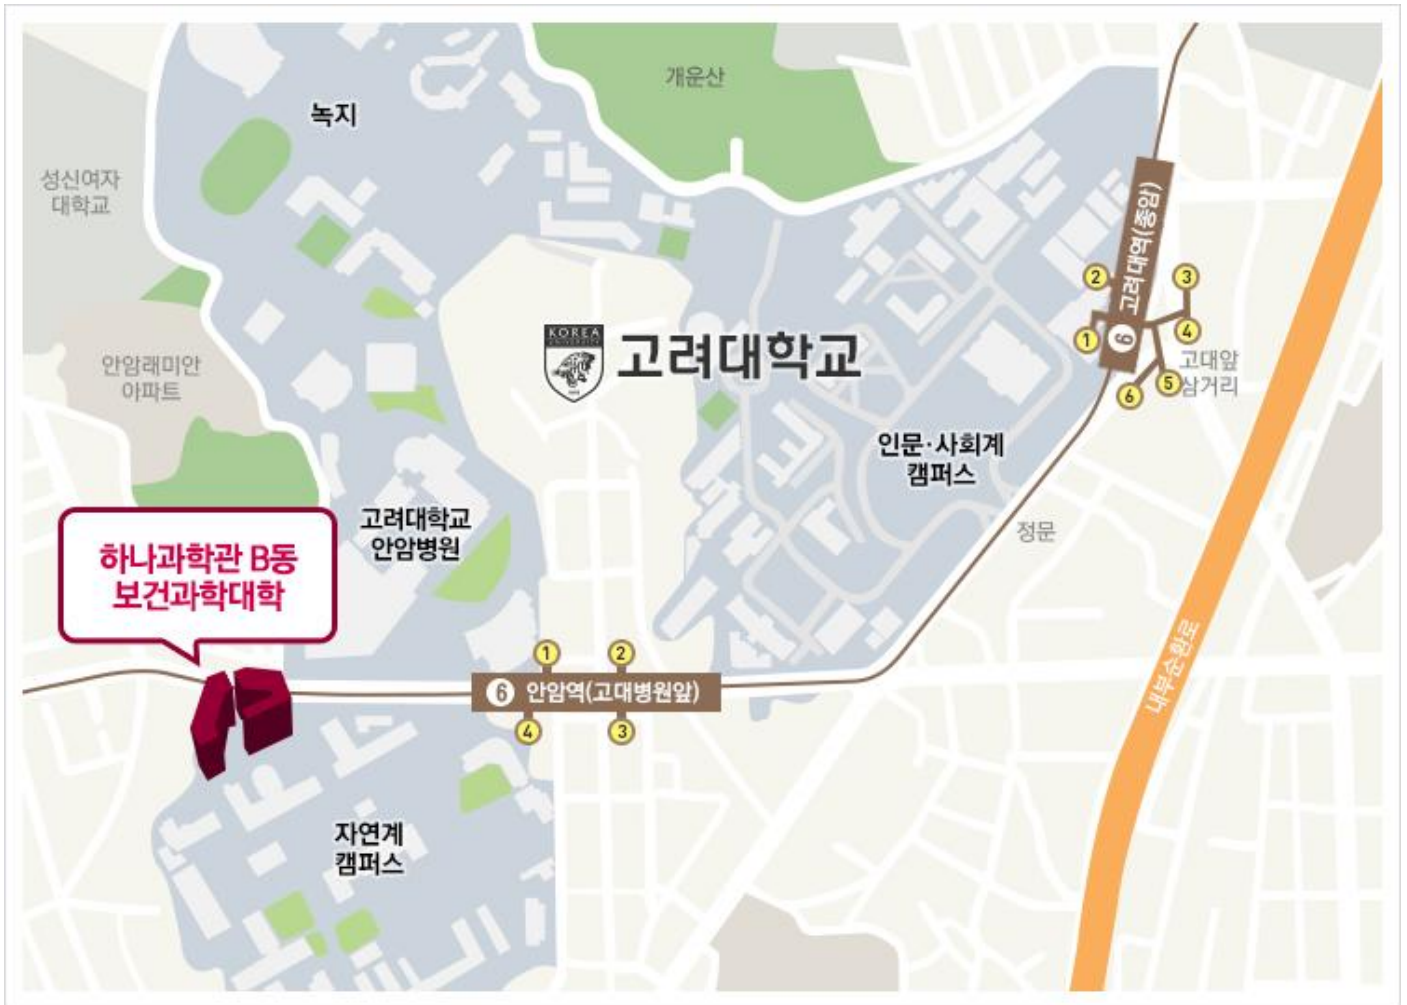 개운산
녹지
성신여자
대학교
고려대역(종암)
6
2
3
1
4
5
6
고대앞
삼거리
안암래미안
아파트
KOREA
고려대학교
인문·사회계
캠퍼스
고려대학교
안암병원
정문
하나과학관 B동
보건과학대학
내부순환로
1
2
6 안암역(고대병원앞)
4
3
자연계
캠퍼스